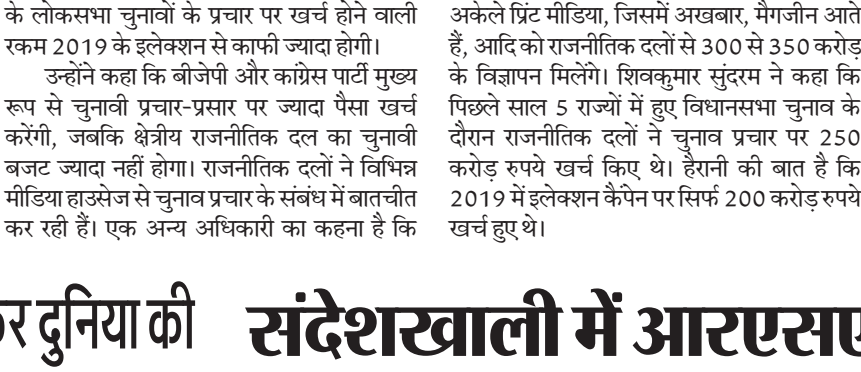 के लोकसभा चुनावों के प्रचार पर खर्च होने वाली
रकम 2019 के इलेक्शन से काफी ज्यादा होगी।
उन्होंने कहा कि बीजेपी और कांग्रेस पार्टी मुख्य
रूप से चुनावी प्रचार-प्रसार पर ज्यादा पैसा खर्च
करेंगी, जबकि क्षेत्रीय राजनीतिक दल का चुनावी
बजट ज्यादा नहीं होगा। राजनीतिक दलों ने विभिन्न
मीडिया हाउसेज से चुनाव प्रचार के संबंध में बातचीत
कर रही हैं। एक अन्य अधिकारी का कहना है कि
अकेले प्रिंट मीडिया, जिसमें अखबार, मैगजीन आते
हैं, आदि को राजनीतिक दलों से 300 से 350 करोड़
के विज्ञापन मिलेंगे। शिवकुमार सुंदरम ने कहा कि
पिछले साल 5 राज्यों में हुए विधानसभा चुनाव के
दौरान राजनीतिक दलों ने चुनाव प्रचार पर 250
करोड़ रुपये खर्च किए थे। हैरानी की बात है कि
2019 में इलेक्शन कैंपेन पर सिर्फ 200 करोड़ रुपये
खर्च हुए थे।
दुनिया की
संदेशखाली में